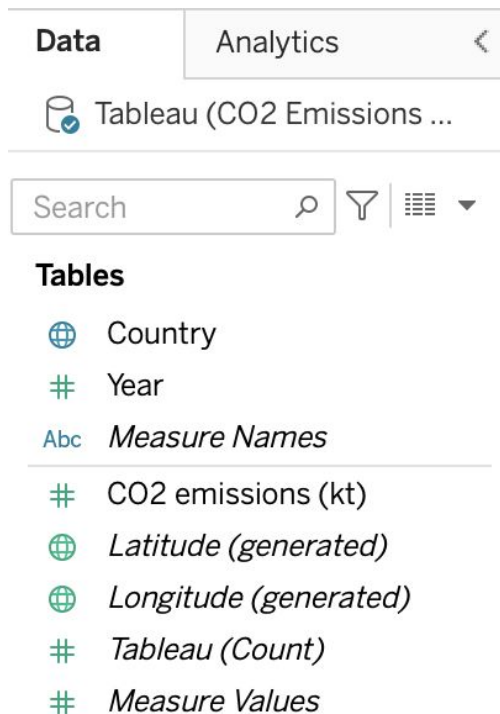 Data
Analytics
Tableau (CO2 Emissions ...
Search
Tables
Country
Year
Abc Measure Names
CO2 emissions (kt)
Latitude (generated)
Longitude (generated)
Tableau (Count)
Measure Values